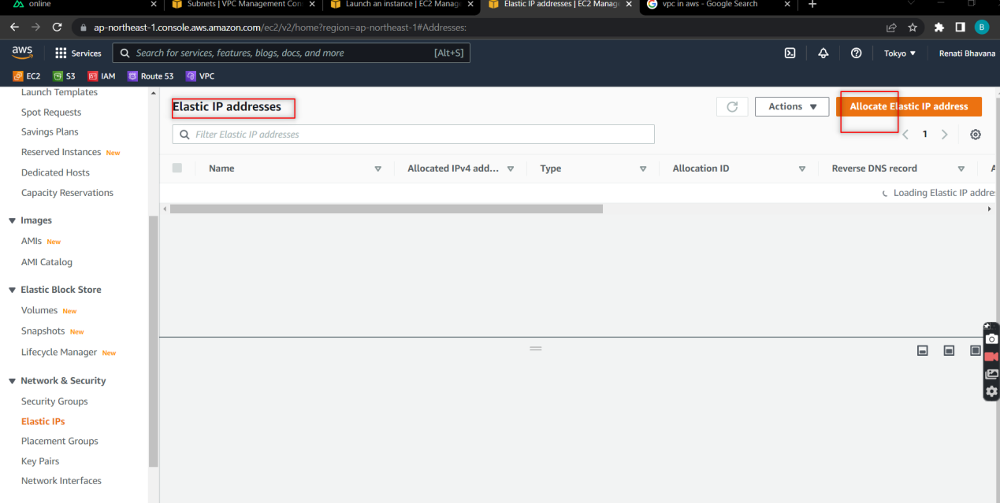 online
Subnets | VPC Management Con
Launch an instance | EC2 Manage
Elastic IP addresses | EC2 Manage
vpc in aws - Google Search
ap-northeast-1.console.aws.amazon.com/ec2/v2/home?region=ap-northeast-1#Addresses:
B
aws
Services
Search for services, features, blogs, docs, and more
[Alt+S]
Tokyo
Renati Bhavana
EC2
S3
IAM
Route 53
VPC
Launch Templates
Spot Requests
Savings Plans
Reserved Instances New
Dedicated Hosts
Capacity Reservations
Images
AMIs New
AMI Catalog
Elastic Block Store
Volumes New
Snapshots New
Lifecycle Manager New
Network & Security
Security Groups
Elastic IPs
Placement Groups
Key Pairs
Network Interfaces
Elastic IP addresses
Actions
Allocate Elastic IP address
Filter Elastic IP addresses
1
Name
Allocated IPv4 add...
Type
Allocation ID
Reverse DNS record
Loading Elastic IP addre